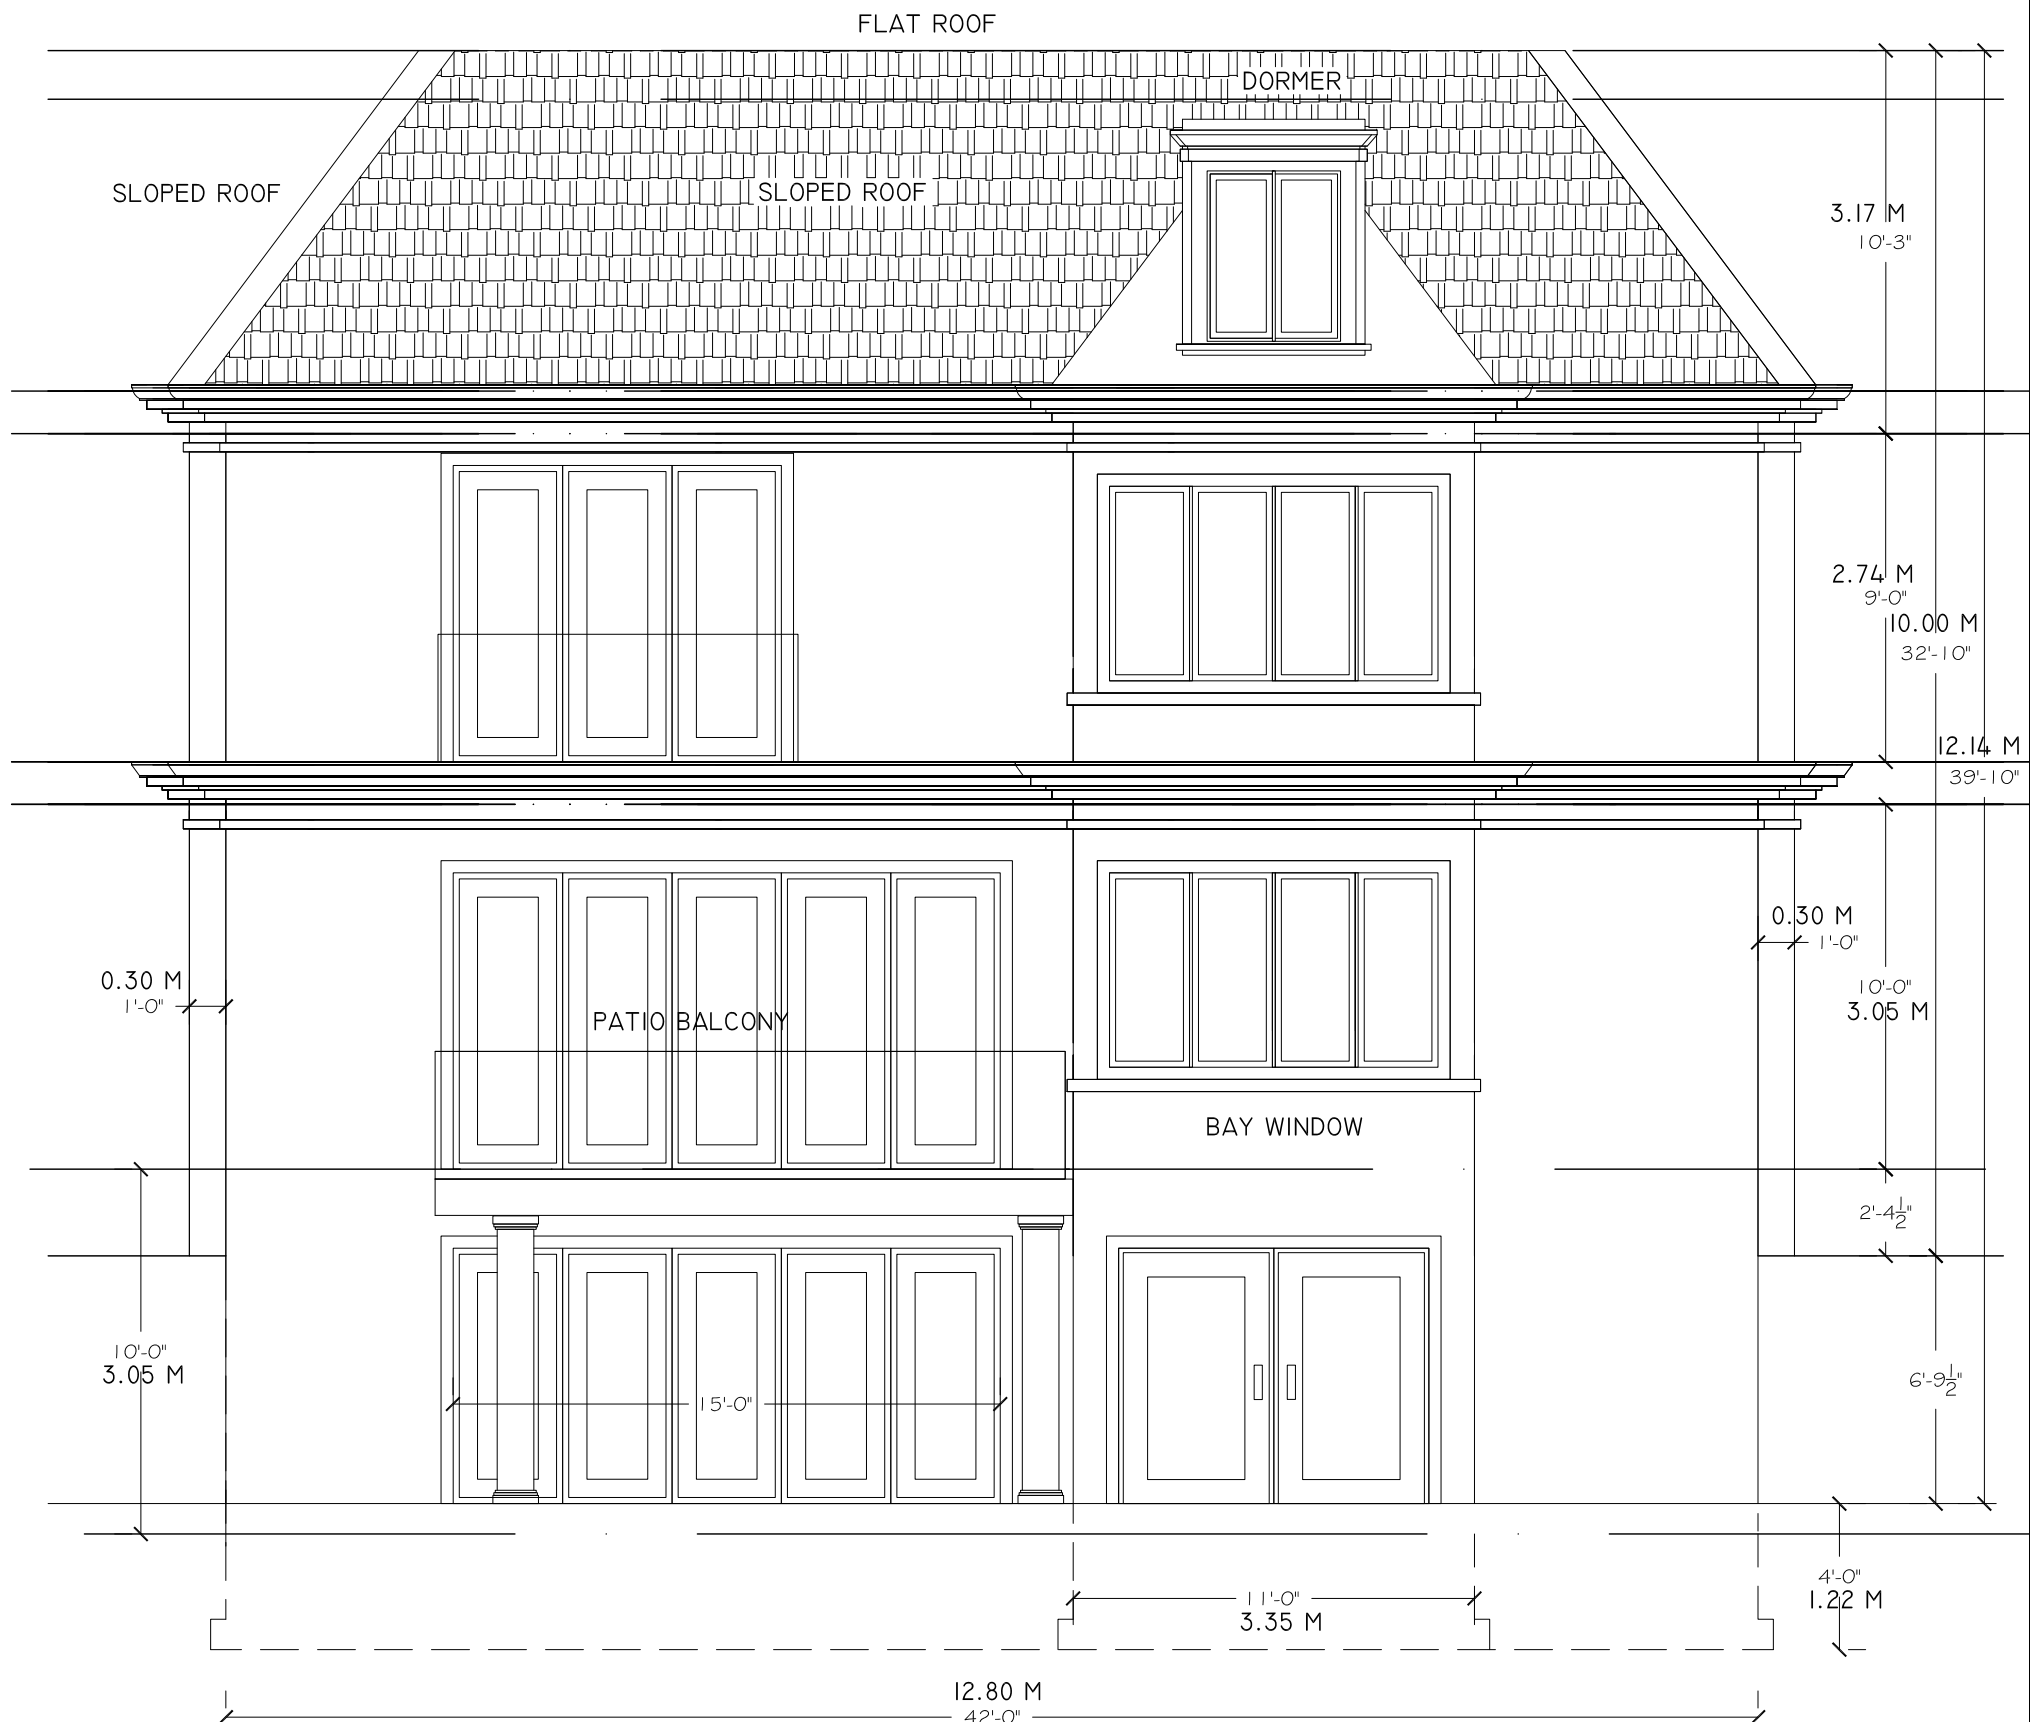 FLAT ROOF
DORMER
SLOPED ROOF
SLOPED ROOF
3.17 M
10'-3"
2.74 M
9'-0"
10.00 M
32'-10"
12.14 M
39'-10"
0.30 M
1'-0"
0.30 M
1'-0"
10'-0"
3.05 M
PATIO BALCONY
BAY WINDOW
2'-4½"
10'-0"
3.05 M
6'-9½"
15'-0"
4'-0"
1.22 M
11'-0"
3.35 M
12.80 M
42'-0"